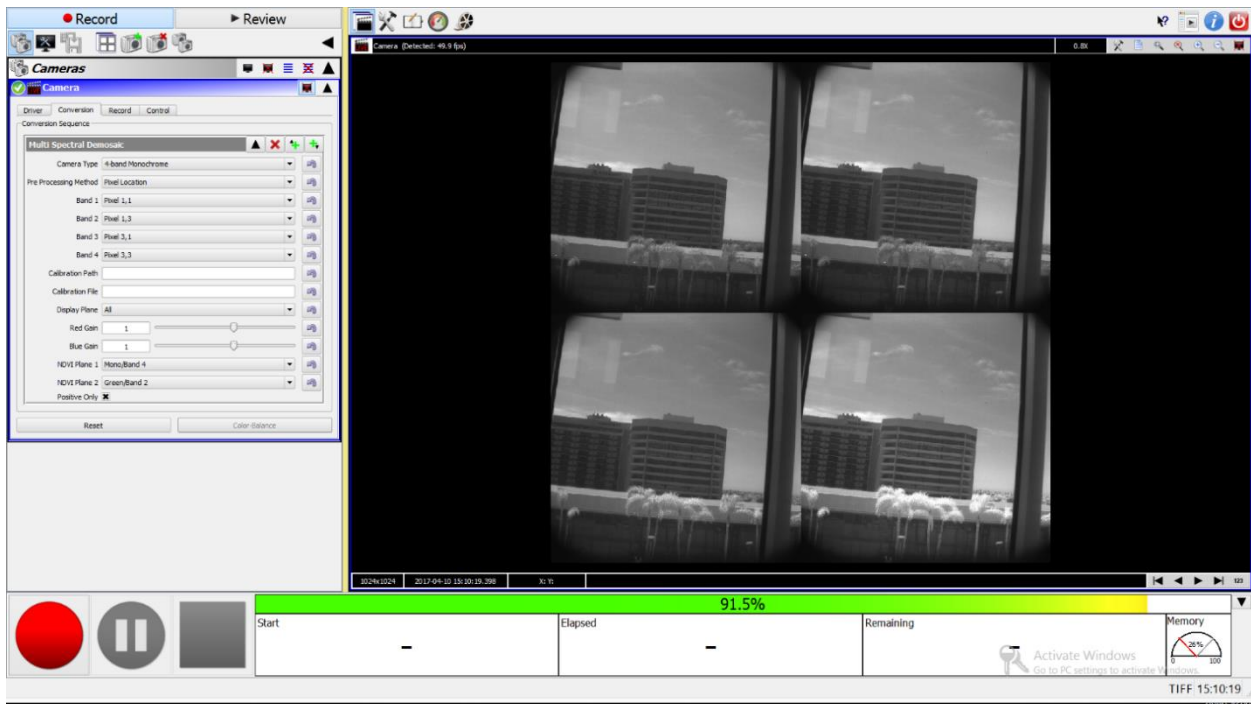 Record
Review
Cameras
Camera
Driver Conversion Record Control
Conversion Sequence
Multi Spectral Demosaic
Camera Type 4-band Monochrome
Pre Processing Method Pixel Location
Band 1 Pixel 1,1
Band 2 Pixel 1,3
Band 3 Pixel 3,1
Band 4 Pixel 3,3
Calibration Path
Calibration File
Display Plane All
Red Gain 1
Blue Gain 1
NDVI Plane 1 Mono/Band 4
NDVI Plane 2 Green/Band 2
Positive Only
Reset Color Balance
Camera (Detected: 49.9 fps) 0.8X
1024x1024 2017-04-10 15:10:19.398 X: Y: 123
91.5%
Start Elapsed Remaining Memory
- - - 26%
0 100
Activate Windows
Go to PC settings to activate Windows.
TIFF 15:10:19